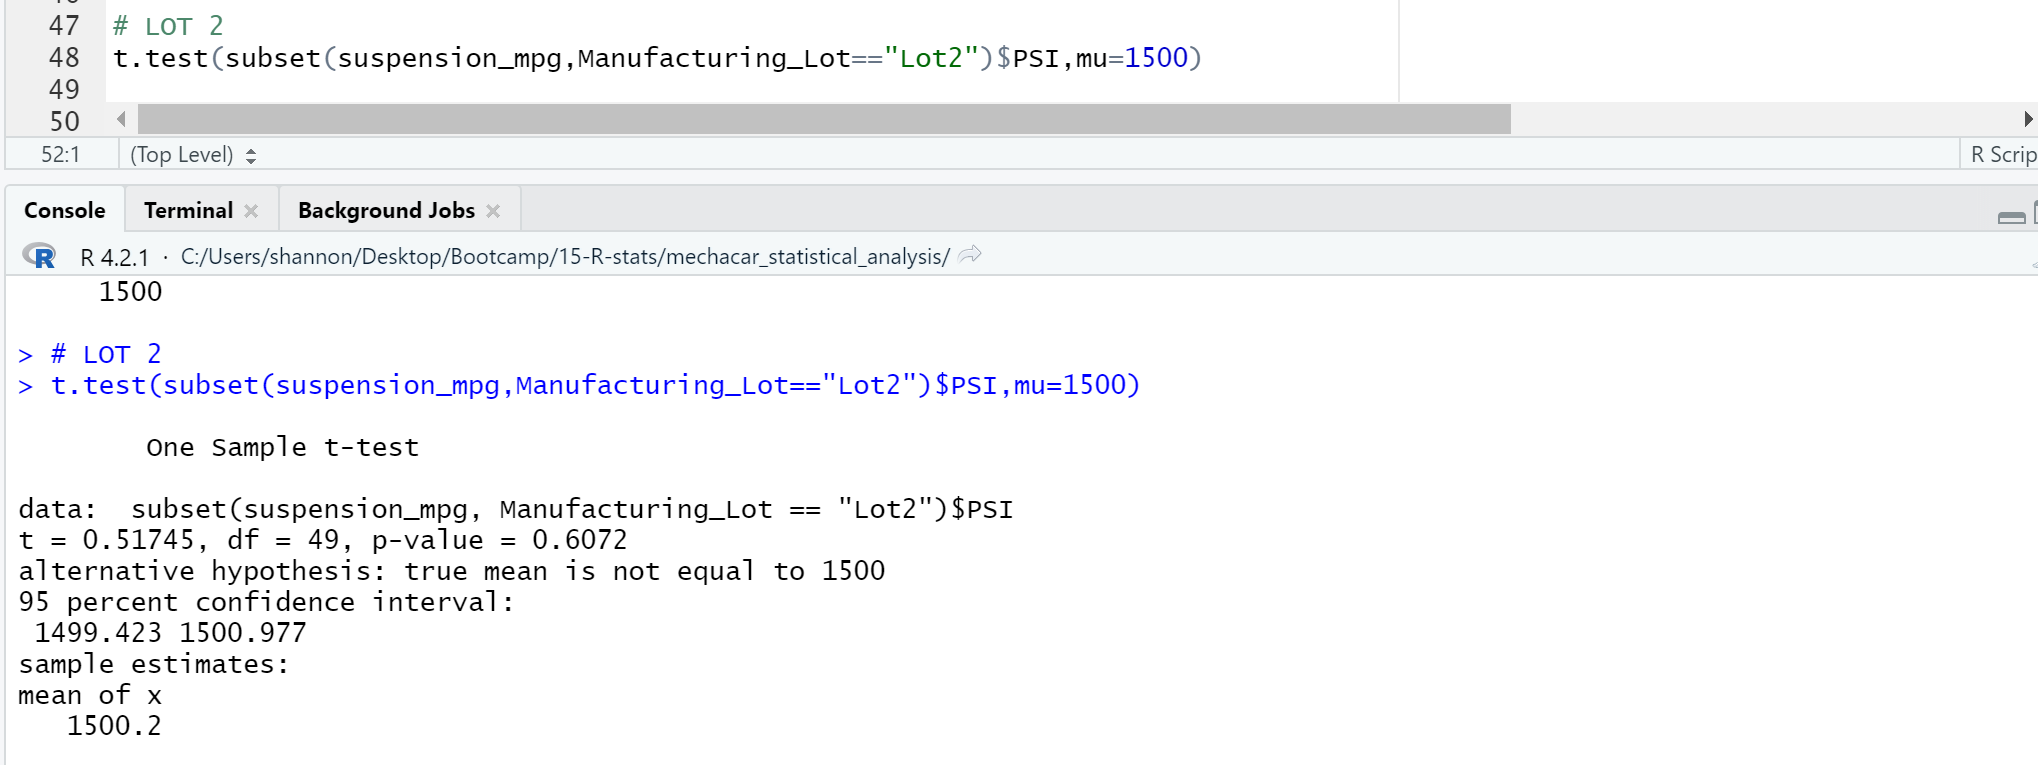 47 # LOT 2
48 t.test(subset(suspension_mpg,Manufacturing_Lot=="Lot2")$PSI,mu=1500)
49
50
52:1 (Top Level) R Scrip
Console Terminal Background Jobs
R R 4.2.1 · C:/Users/shannon/Desktop/Bootcamp/15-R-stats/mechacar_statistical_analysis/
1500
> # LOT 2
> t.test(subset(suspension_mpg,Manufacturing_Lot=="Lot2")$PSI,mu=1500)
One Sample t-test
data:  subset(suspension_mpg, Manufacturing_Lot == "Lot2")$PSI
t = 0.51745, df = 49, p-value = 0.6072
alternative hypothesis: true mean is not equal to 1500
95 percent confidence interval:
1499.423 1500.977
sample estimates:
mean of x
1500.2